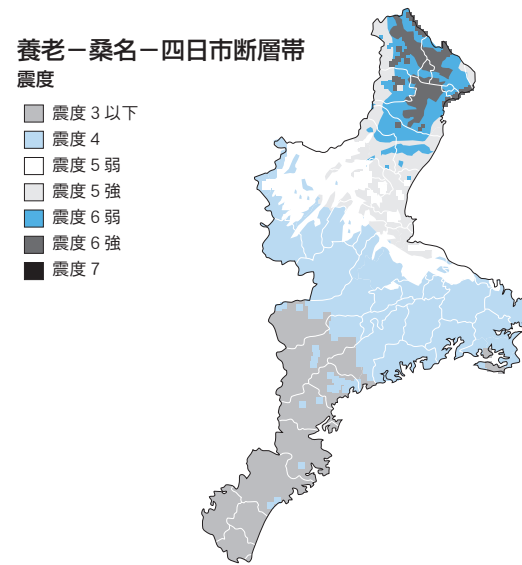 養老－桑名－四日市断層帯
震度
震度３以下
震度４
震度５弱
震度５強
震度６弱
震度６強
震度７